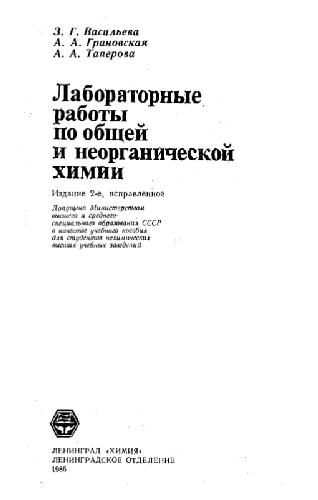 З. Г. Васильева
А. А. Грановская
А. А. Таперова
Лабораторные
работы
по общей
и неорганической
химии
Издание 2-е, исправленное
Допущено Министерством
высшего и среднего
специального образования СССР
в качестве учебного пособия
для студентов нехимических
высших учебных заведений
ЛЕНИНГРАД «ХИМИЯ»
ЛЕНИНГРАДСКОЕ ОТДЕЛЕНИЕ
1986